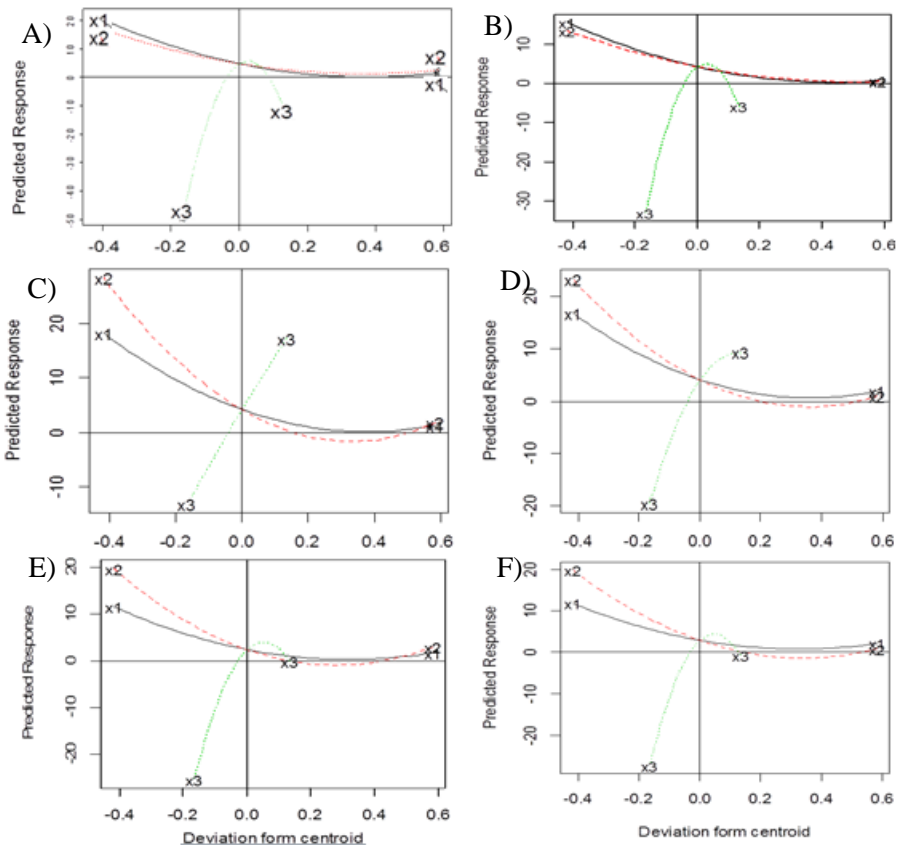 A)
Predicted Response
20
10
0
-10
-20
-30
-40
-50
x1
x2
x3
x3
x2
x1
-0.4 -0.2 0.0 0.2 0.4 0.6
B)
Predicted Response
10
0
-10
-20
-30
x1
x2
x3
x3
x2
-0.4 -0.2 0.0 0.2 0.4 0.6
C)
Predicted Response
20
10
0
-10
x2
x1
x3
x3
x2
x1
-0.4 -0.2 0.0 0.2 0.4 0.6
D)
Predicted Response
20
10
0
-10
-20
x2
x1
x3
x3
x1
x2
-0.4 -0.2 0.0 0.2 0.4 0.6
E)
Predicted Response
20
10
0
-20
x2
x1
x3
x3
x2
x1
-0.4 -0.2 0.0 0.2 0.4 0.6
Deviation form centroid
F)
Predicted Response
20
10
0
-10
-20
x2
x1
x3
x3
x1
x2
-0.4 -0.2 0.0 0.2 0.4 0.6
Deviation form centroid